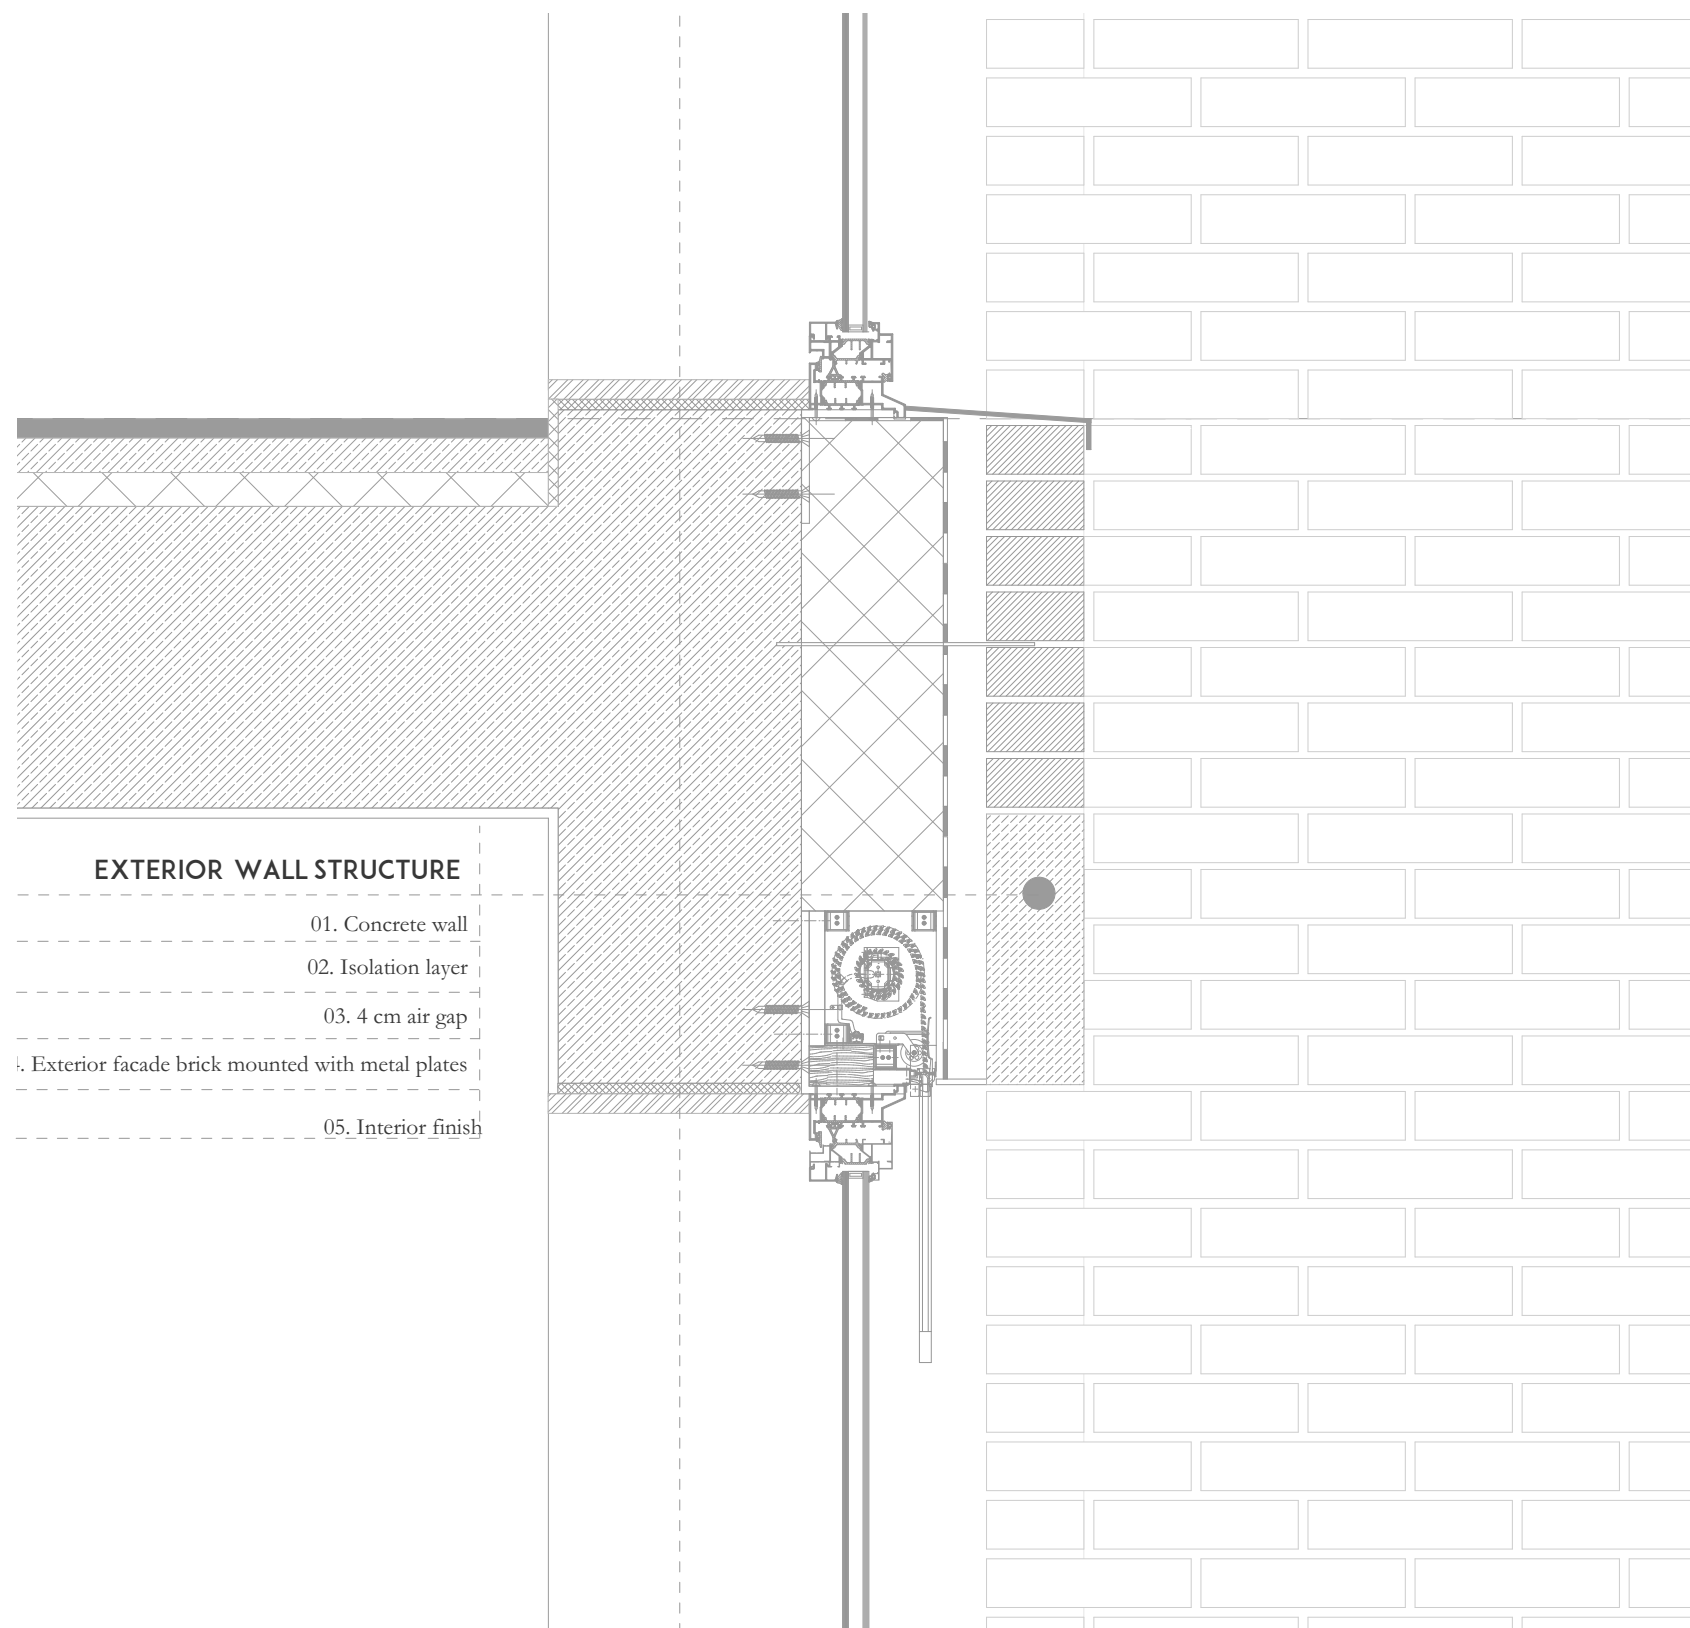 EXTERIOR WALL STRUCTURE
01. Concrete wall
02. Isolation layer
03. 4 cm air gap
. Exterior facade brick mounted with metal plates
05. Interior finish